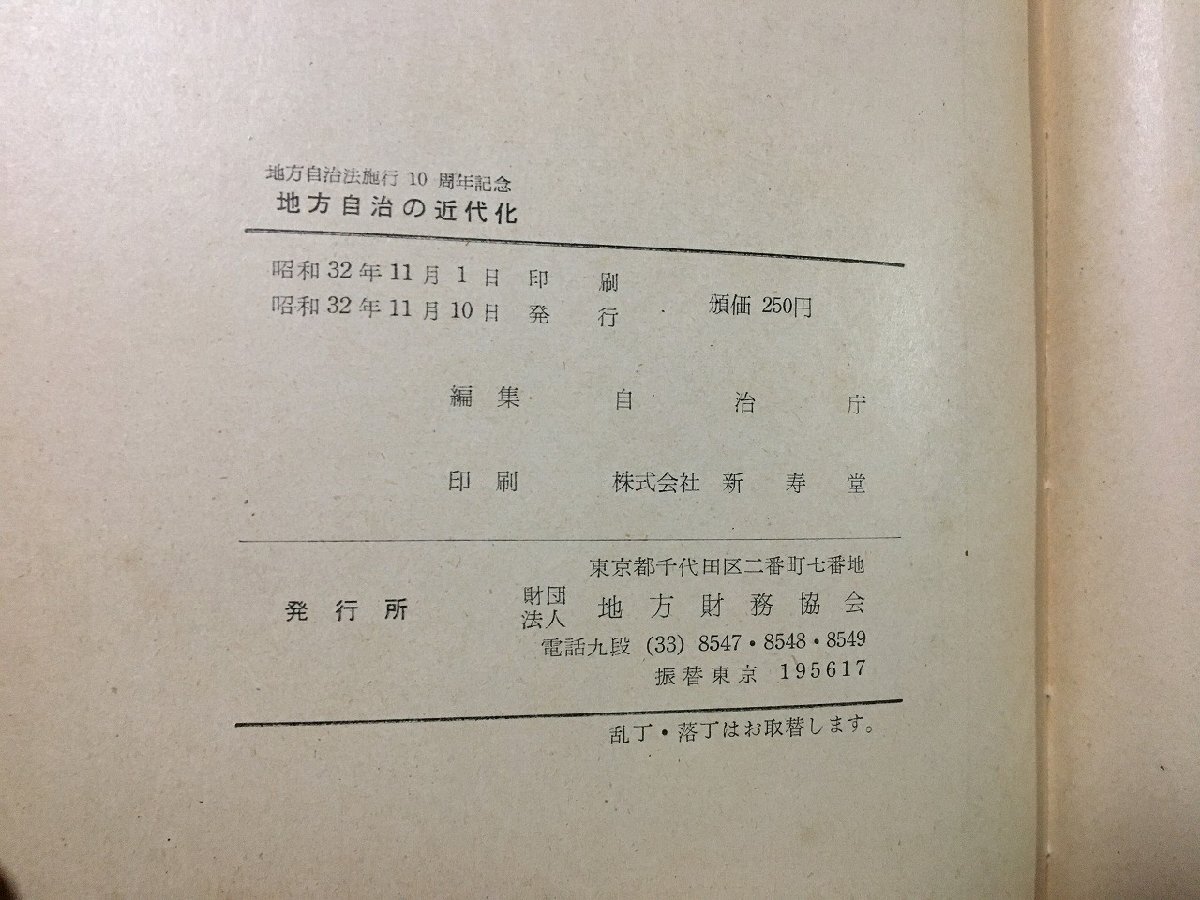 地方自治法施行 10 周年記念
地方自治の近代化
昭和 32 年 11 月 1 日 印 刷
昭和 32 年 11 月 10 日 発 行
頒価 250円
編 集 自 治 庁
印 刷 株式会社 新 寿 堂
東京都千代田区二番町七番地
発 行 所 財団法人 地 方 財 務 協 会
電話九段 (33) 8547・8548・8549
振替東京 195617
乱丁・落丁はお取替します。